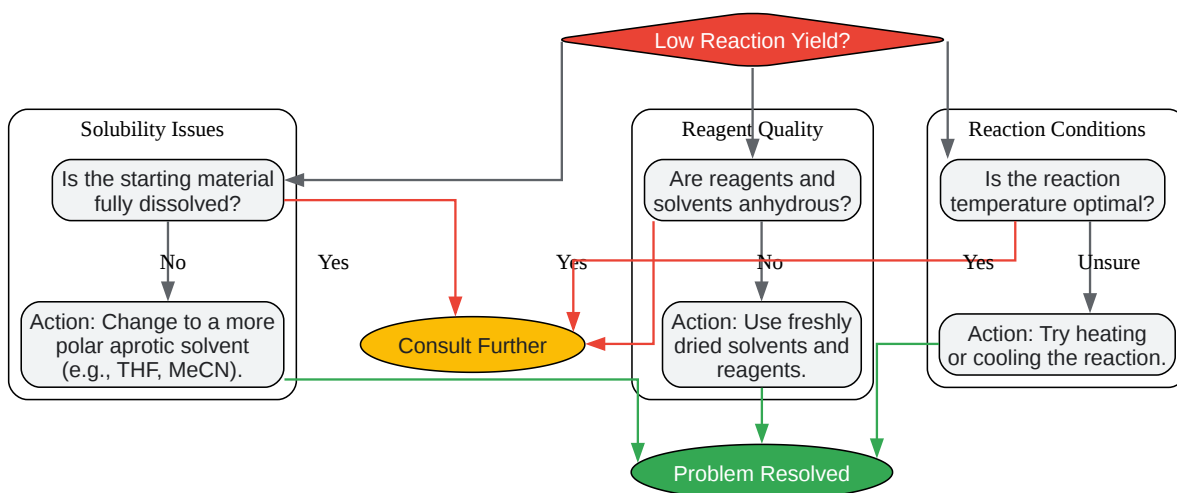 Low Reaction Yield?
Solubility Issues
Reagent Quality
Reaction Conditions
Is the starting material
fully dissolved?
Are reagents and
solvents anhydrous?
Is the reaction
temperature optimal?
No
Yes
Yes
No
Yes
Unsure
Action: Change to a more
polar aprotic solvent
(e.g., THF, MeCN).
Consult Further
Action: Use freshly
dried solvents and
reagents.
Action: Try heating
or cooling the reaction.
Problem Resolved